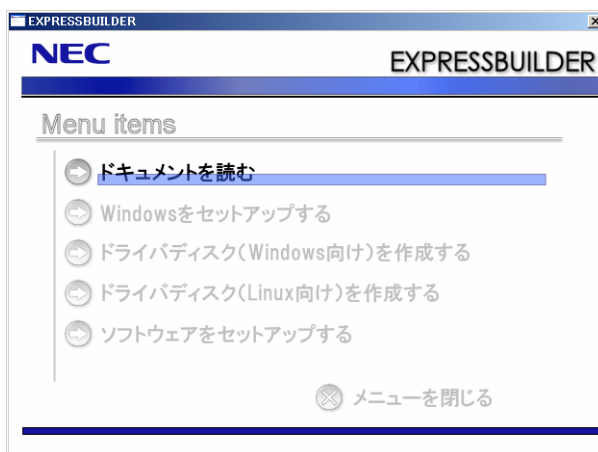 EXPRESSBUILDER
NEC
EXPRESSBUILDER
Menu items
ドキュメントを読む
Windowsをセットアップする
ドライバディスク(Windows向け)を作成する
ドライバディスク(Linux向け)を作成する
ソフトウェアをセットアップする
メニューを閉じる